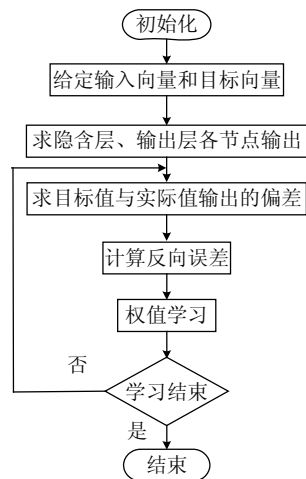 初始化
给定输入向量和目标向量
求隐含层、输出层各节点输出
求目标值与实际值输出的偏差
计算反向误差
权值学习
否
学习结束
是
结束